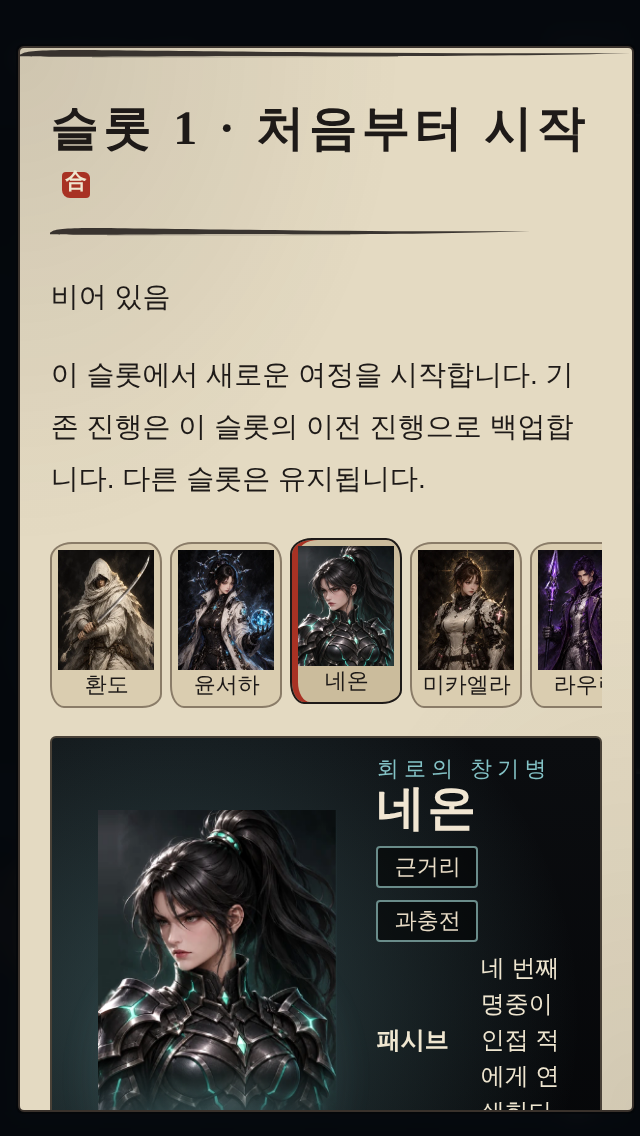 슬롯 1 · 처음부터 시작
合
비어 있음
이 슬롯에서 새로운 여정을 시작합니다. 기
존 진행은 이 슬롯의 이전 진행으로 백업합
니다. 다른 슬롯은 유지됩니다.
환도
윤서하
네온
미카엘라
라우
회로의 창기병
네온
근거리
과충전
패시브
네 번째
명중이
인접 적
에게 연